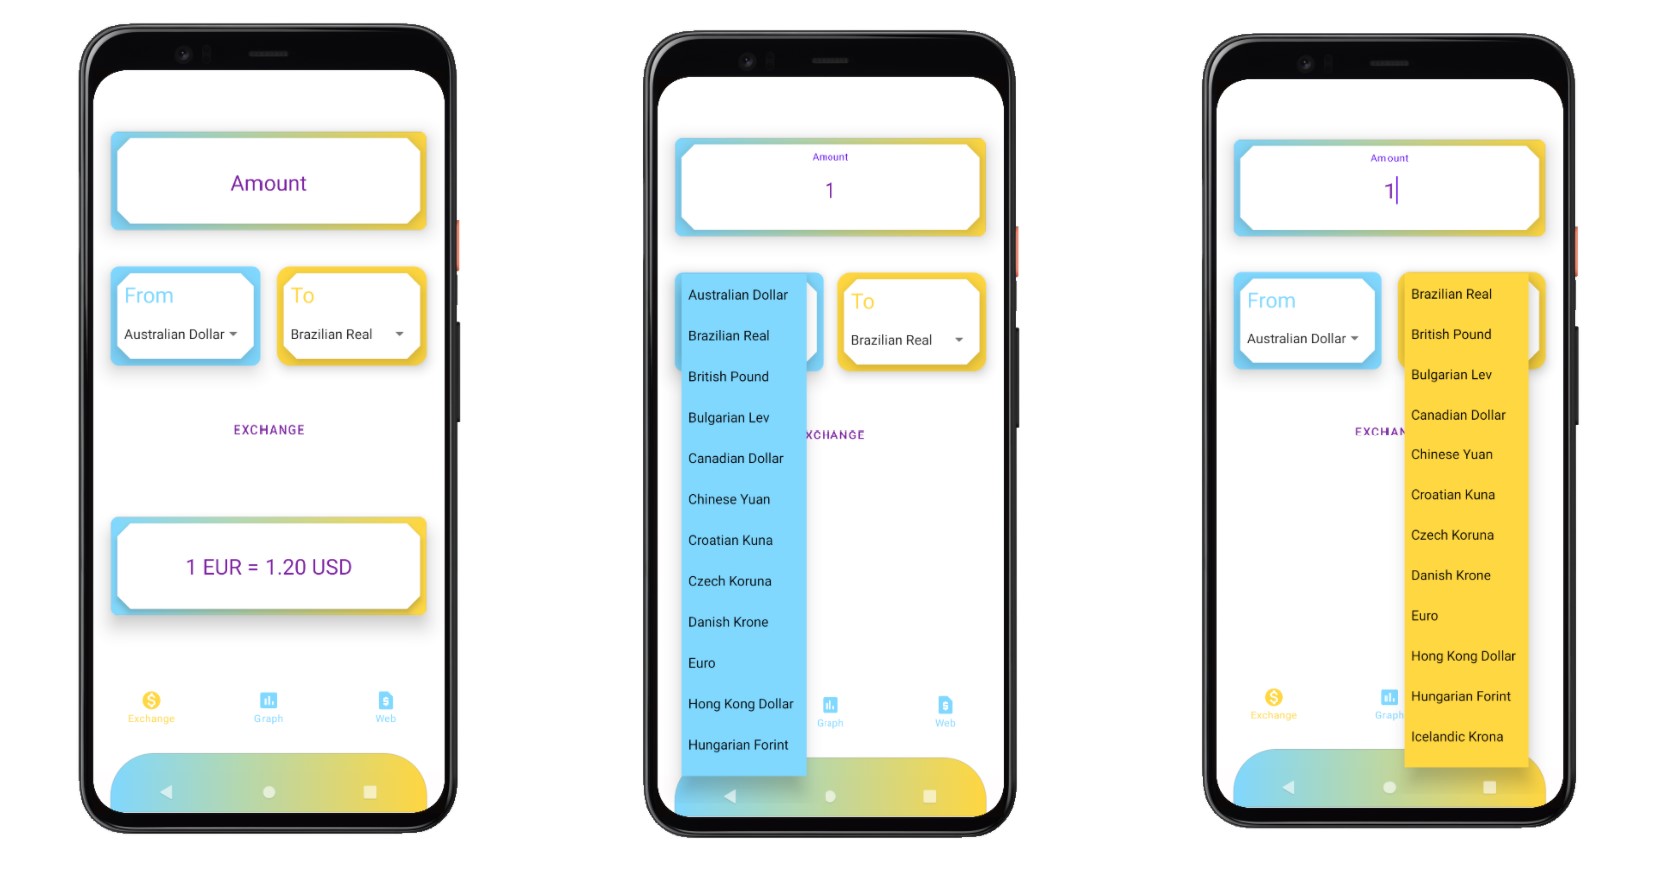 Amount
From
To
Australian Dollar
Brazilian Real
EXCHANGE
1 EUR = 1.20 USD
Exchange
Graph
Web
Amount
1
Australian Dollar
Brazilian Real
British Pound
Bulgarian Lev
Canadian Dollar
Chinese Yuan
Croatian Kuna
Czech Koruna
Danish Krone
Euro
Hong Kong Dollar
Hungarian Forint
To
Brazilian Real
XCHANGE
Graph
Web
Amount
1
From
Australian Dollar
EXCHAN
Brazilian Real
British Pound
Bulgarian Lev
Canadian Dollar
Chinese Yuan
Croatian Kuna
Czech Koruna
Danish Krone
Euro
Hong Kong Dollar
Hungarian Forint
Icelandic Krona
Exchange
Graph